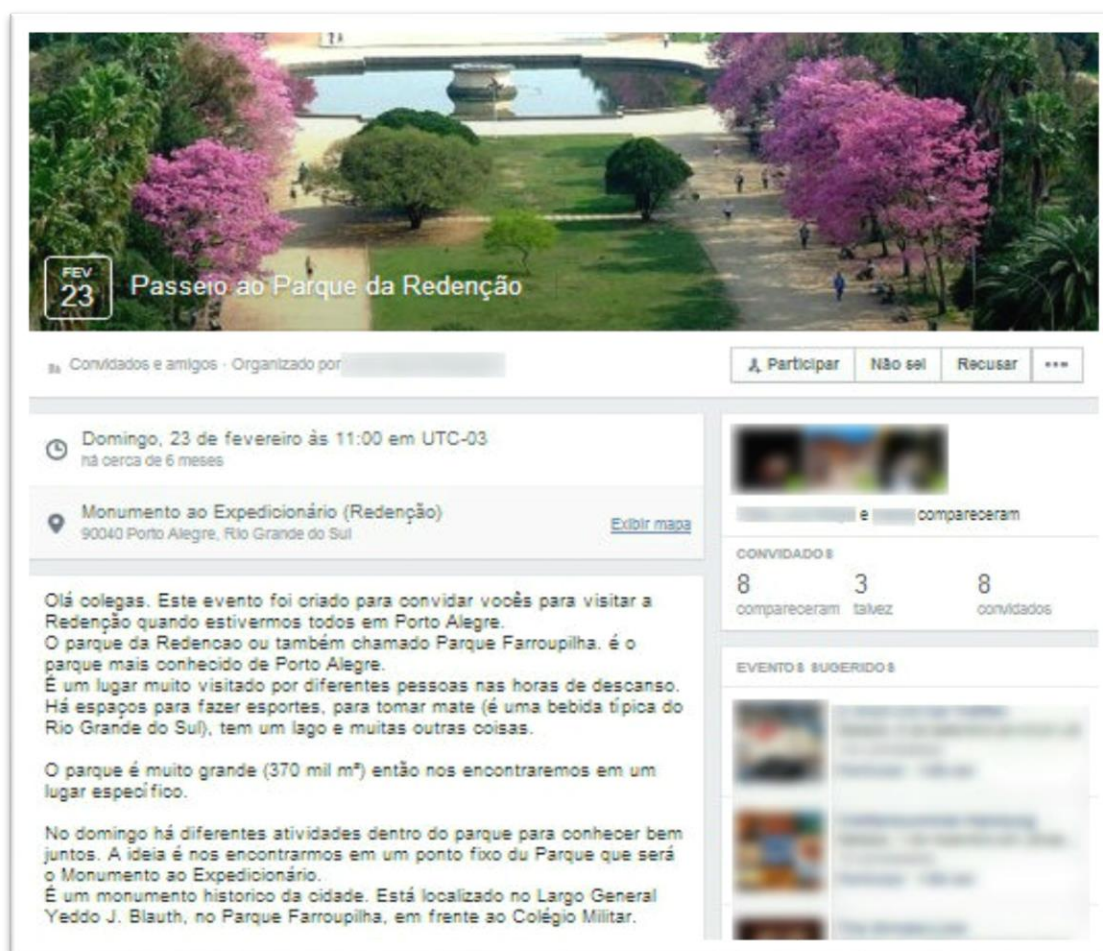 FEV
23
Passeio ao Parque da Redenção
Convidados e amigos · Organizado por
Participar
Não sei
Recusar
Domingo, 23 de fevereiro às 11:00 em UTC-03
há cerca de 6 meses
Monumento ao Expedicionário (Redenção)
90040 Porto Alegre, Rio Grande do Sul
Exibir mapa
Olá colegas. Este evento foi criado para convidar vocês para visitar a
Redenção quando estivermos todos em Porto Alegre.
O parque da Redencao ou também chamado Parque Farroupilha. é o
parque mais conhecido de Porto Alegre.
É um lugar muito visitado por diferentes pessoas nas horas de descanso.
Há espaços para fazer esportes, para tomar mate (é uma bebida típica do
Rio Grande do Sul), tem um lago e muitas outras coisas.
O parque é muito grande (370 mil m²) então nos encontraremos em um
lugar específico.
No domingo há diferentes atividades dentro do parque para conhecer bem
juntos. A ideia é nos encontrarmos em um ponto fixo du Parque que será
o Monumento ao Expedicionário.
É um monumento historico da cidade. Está localizado no Largo General
Yeddo J. Blauth, no Parque Farroupilha, em frente ao Colégio Militar.
e compareceram
CONVIDADOS
8 3 8
compareceram talvez convidados
EVENTOS SUGERIDOS